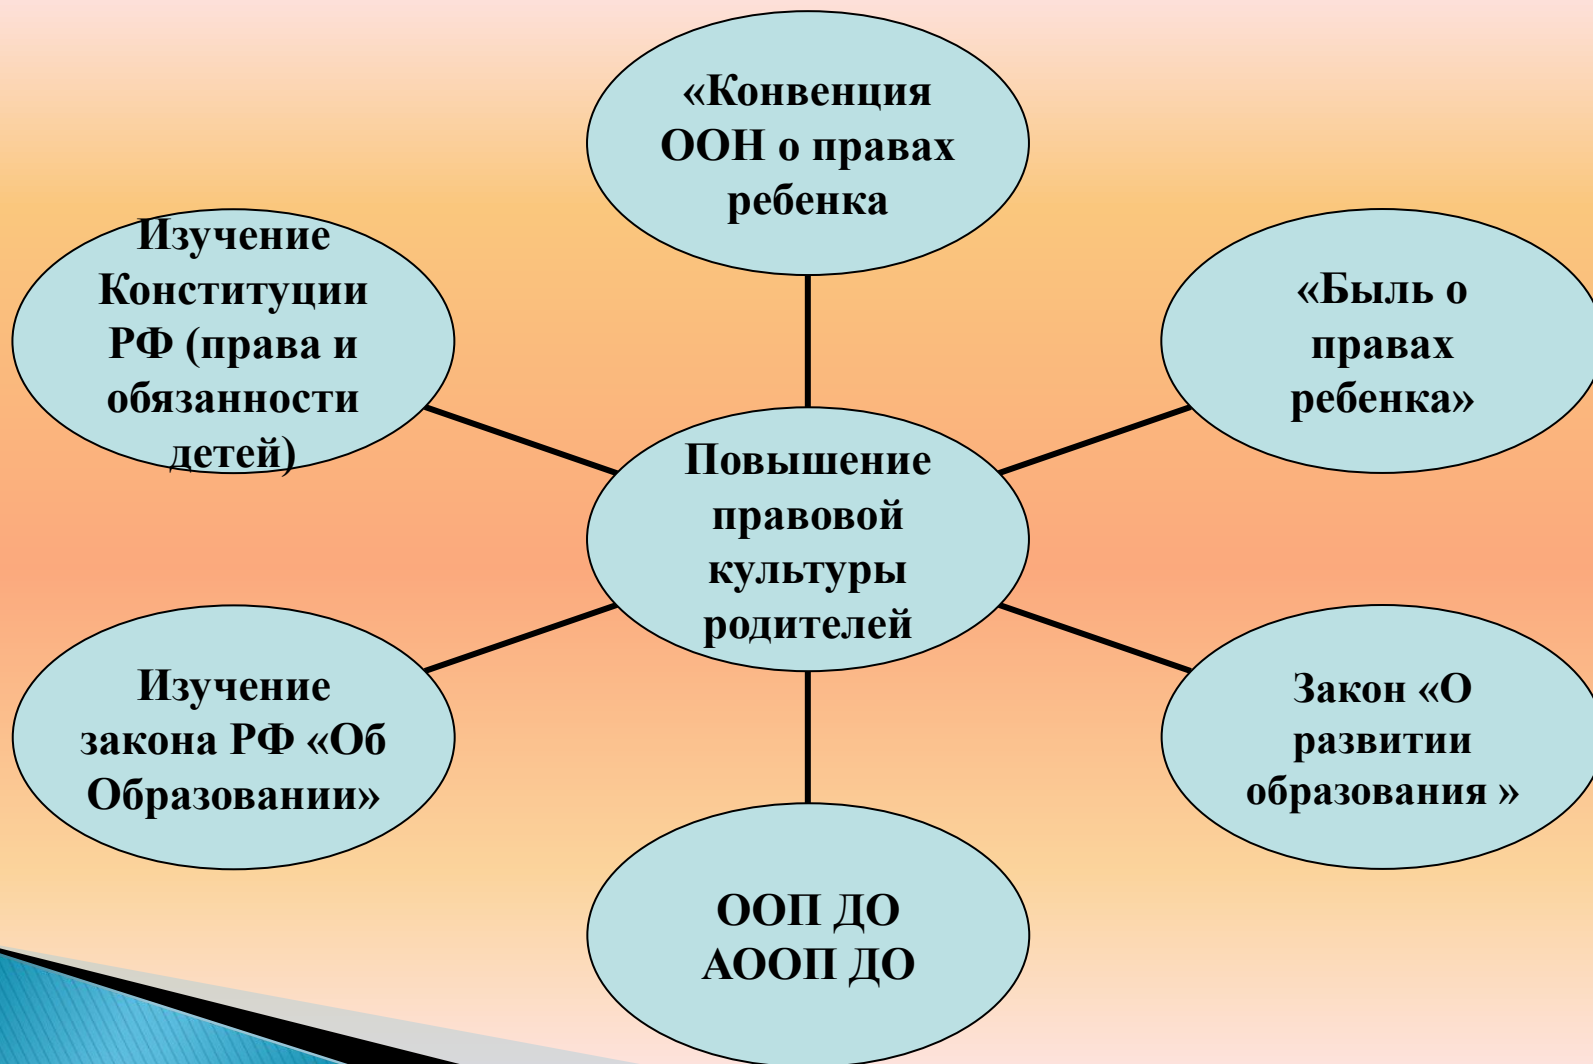 «Конвенция
ООН о правах
ребенка
Изучение
Конституции
РФ (права и
обязанности
детей)
«Быль о
правах
ребенка»
Повышение
правовой
культуры
родителей
Изучение
закона РФ «Об
Образовании»
Закон «О
развитии
образования »
ООП ДО
АООП ДО